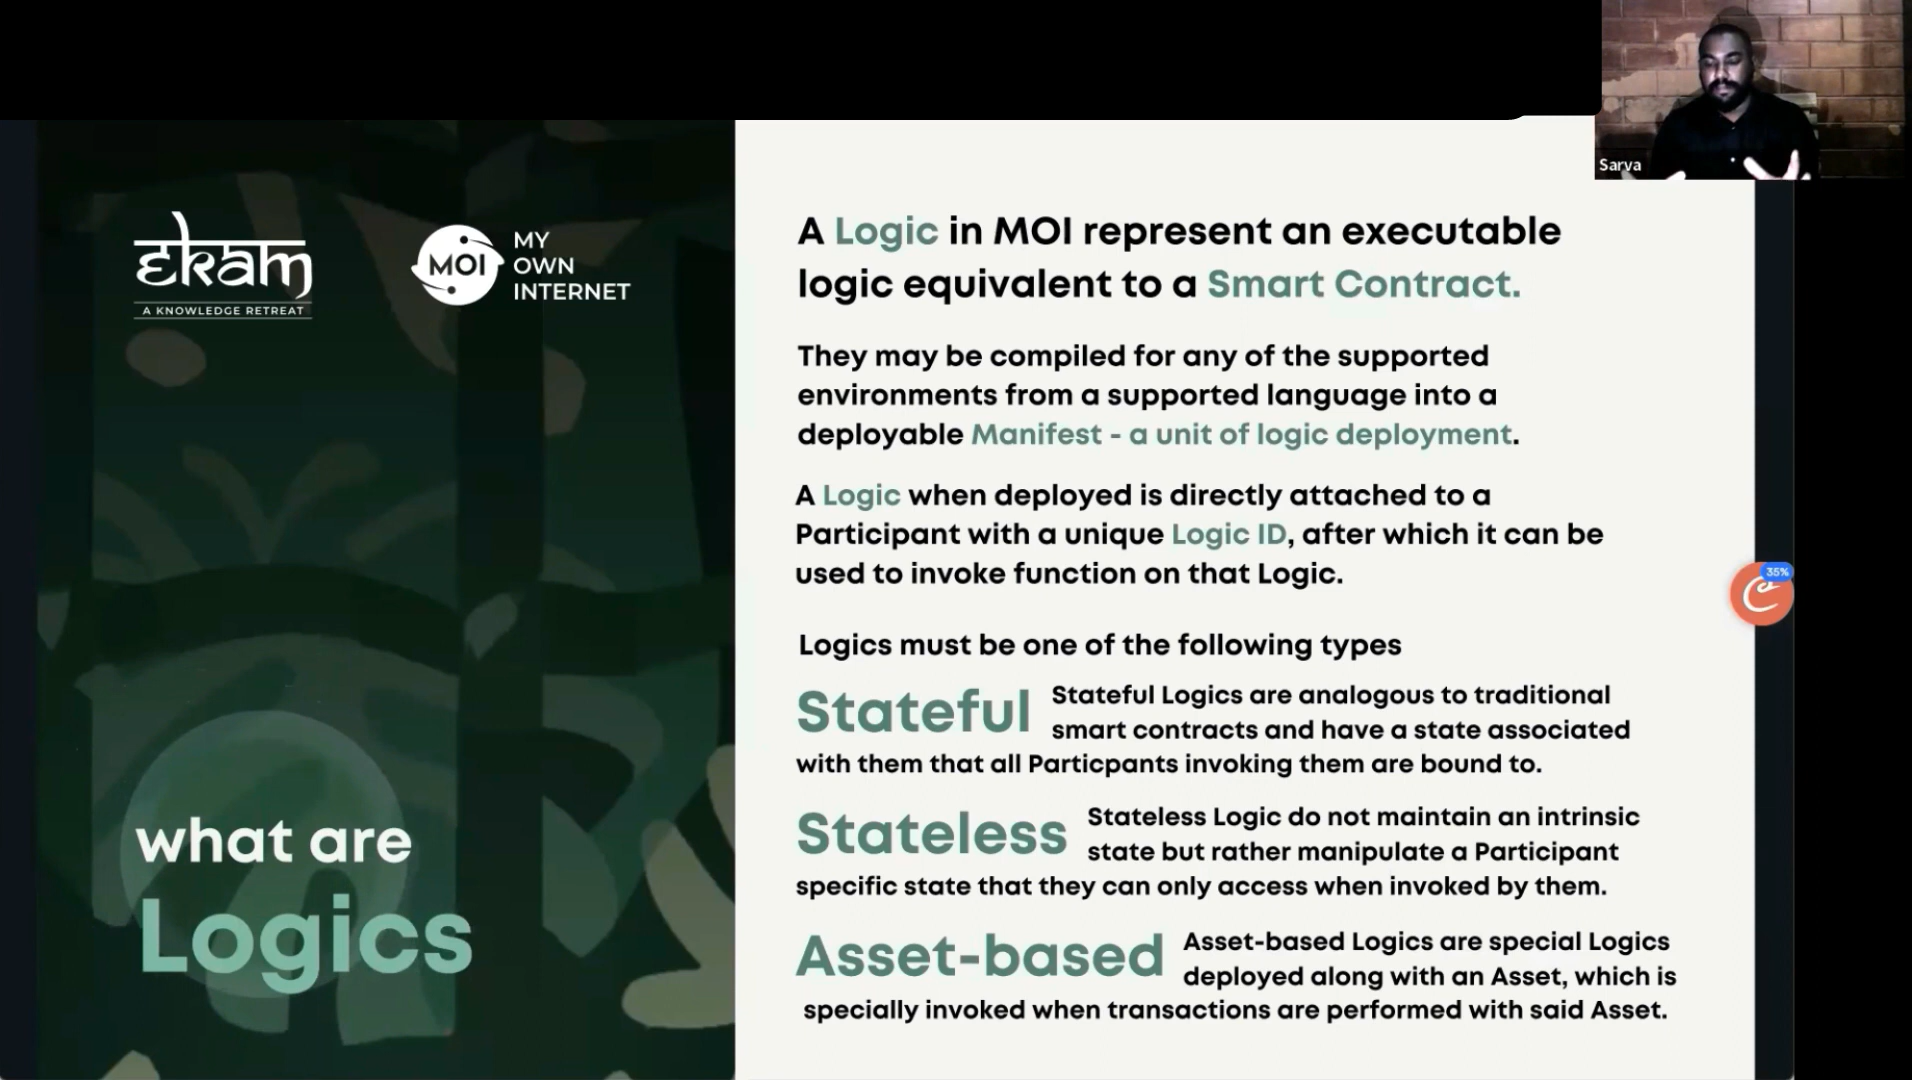 Sarva
ekam
A KNOWLEDGE RETREAT
MOI
MY
OWN
INTERNET
what are
Logics
A Logic in MOI represent an executable
logic equivalent to a Smart Contract.
They may be compiled for any of the supported
environments from a supported language into a
deployable Manifest - a unit of logic deployment.
A Logic when deployed is directly attached to a
Participant with a unique Logic ID, after which it can be
used to invoke function on that Logic.
35%
Logics must be one of the following types
Stateful Stateful Logics are analogous to traditional
smart contracts and have a state associated
with them that all Particpants invoking them are bound to.
Stateless Stateless Logic do not maintain an intrinsic
state but rather manipulate a Participant
specific state that they can only access when invoked by them.
Asset-based Asset-based Logics are special Logics
deployed along with an Asset, which is
specially invoked when transactions are performed with said Asset.